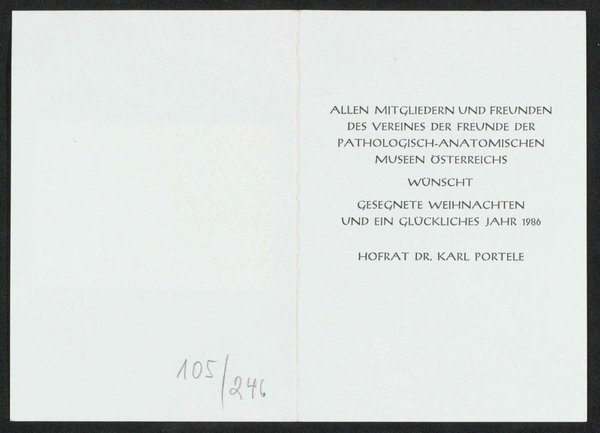 ALLEN MITGLIEDERN UND FREUNDEN
DES VEREINES DER FREUNDE DER
PATHOLOGISCH-ANATOMISCHEN
MUSEEN ÖSTERREICHS
WÜNSCHT
GESEGNETE WEIHNACHTEN
UND EIN GLÜCKLICHES JAHR 1986
HOFRAT DR. KARL PORTELE
105/246